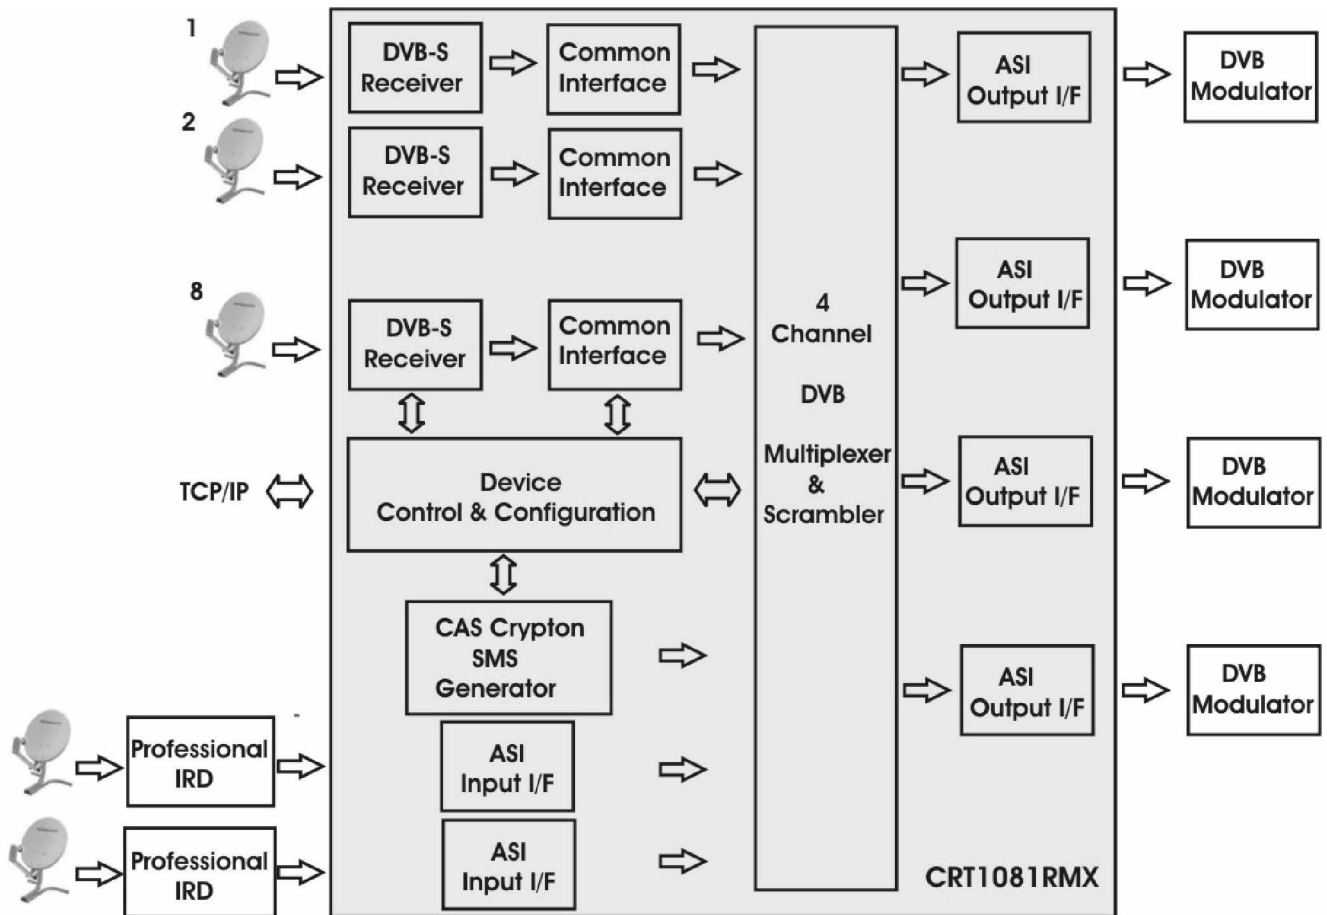 1
DVB-S
Receiver
Common
Interface
ASI
Output I/F
DVB
Modulator
2
DVB-S
Receiver
Common
Interface
8
DVB-S
Receiver
Common
Interface
4
Channel
DVB
Multiplexer
&
Scrambler
ASI
Output I/F
DVB
Modulator
TCP/IP
Device
Control & Configuration
ASI
Output I/F
DVB
Modulator
CAS Crypton
SMS
Generator
ASI
Output I/F
DVB
Modulator
Professional
IRD
ASI
Input I/F
Professional
IRD
ASI
Input I/F
CRT1081RMX